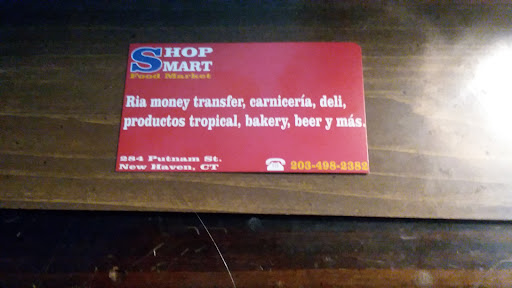 SHOP
SMART
Food Market
Ria money transfer, carnicería, deli,
productos tropical, bakery, beer y más.
284 Putnam St.
New Haven, CT
203-498-2382